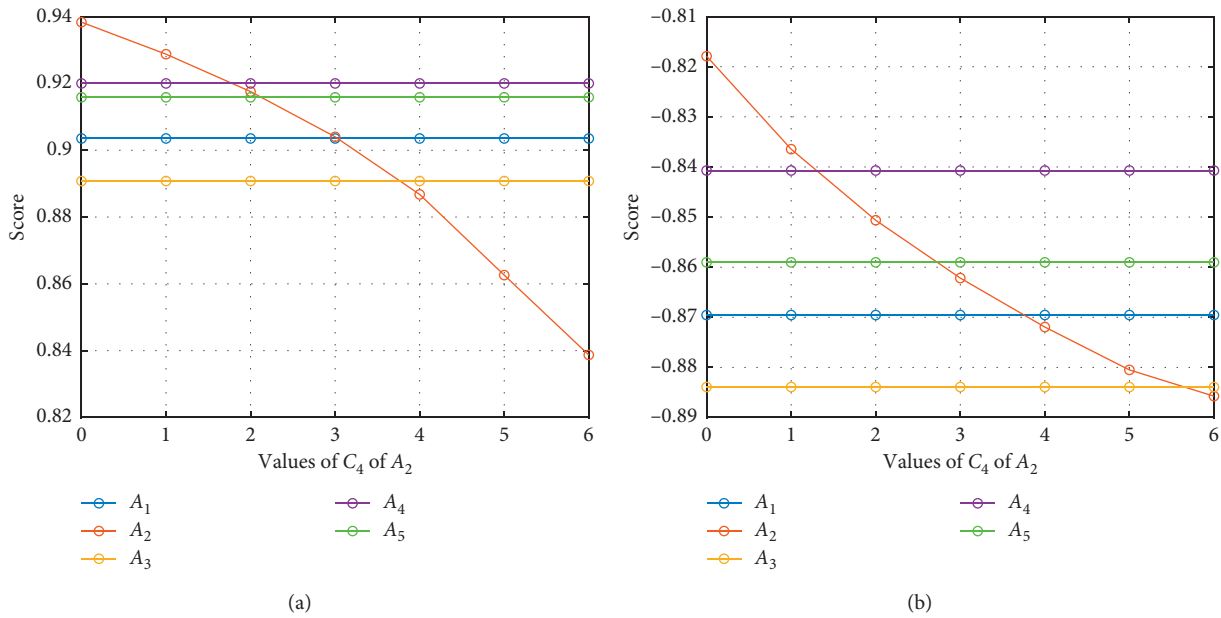 0.94
0.92
0.9
0.88
0.86
0.84
0.82
Score
0 1 2 3 4 5 6
Values of C4 of A2
A1
A2
A3
A4
A5
(a)
–0.81
–0.82
–0.83
–0.84
–0.85
–0.86
–0.87
–0.88
–0.89
Score
0 1 2 3 4 5 6
Values of C4 of A2
A1
A2
A3
A4
A5
(b)